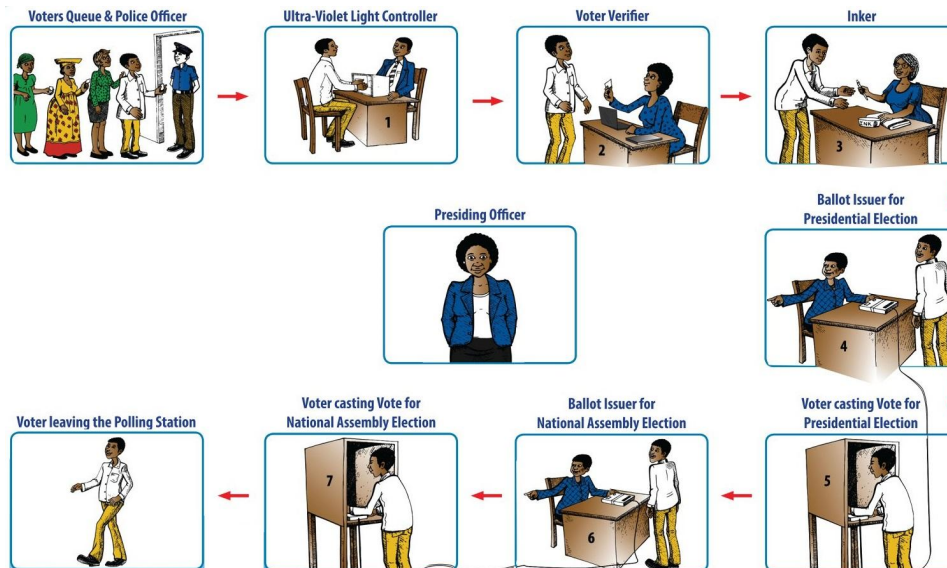 Voters Queue & Police Officer
Ultra-Violet Light Controller
Voter Verifier
Inker
1
2
3
INK
Presiding Officer
Ballot Issuer for
Presidential Election
4
Voter leaving the Polling Station
Voter casting Vote for
National Assembly Election
Ballot Issuer for
National Assembly Election
Voter casting Vote for
Presidential Election
7
6
5